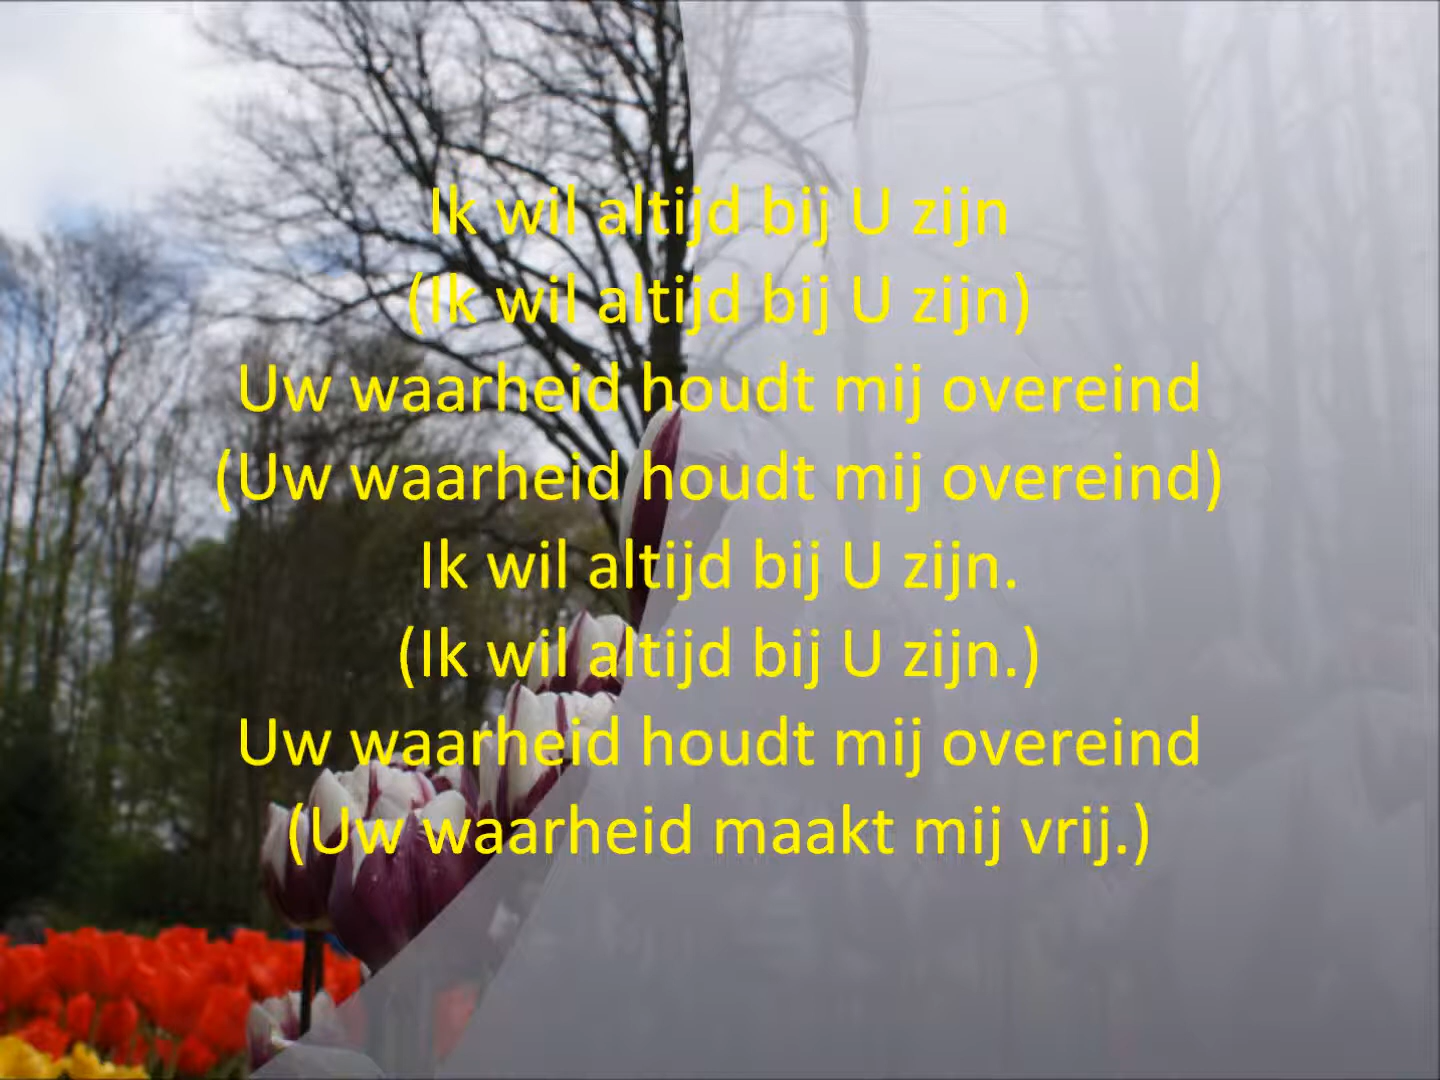 Ik wil altijd bij U zijn
(Ik wil altijd bij U zijn)
Uw waarheid houdt mij overeind
(Uw waarheid houdt mij overeind)
Ik wil altijd bij U zijn.
(Ik wil altijd bij U zijn.)
Uw waarheid houdt mij overeind
(Uw waarheid maakt mij vrij.)